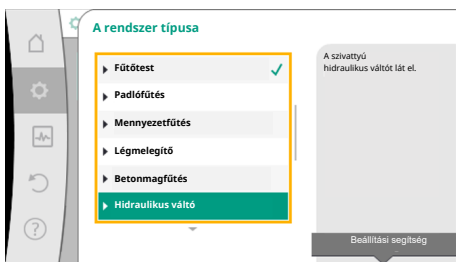 A rendszer típusa
Fűtőtest
Padlófűtés
Mennyezetfűtés
Légmelegítő
Betonmagfűtés
Hidraulikus váltó
A szivattyú
hidraulikus váltót lát el.
Beállítási segítség